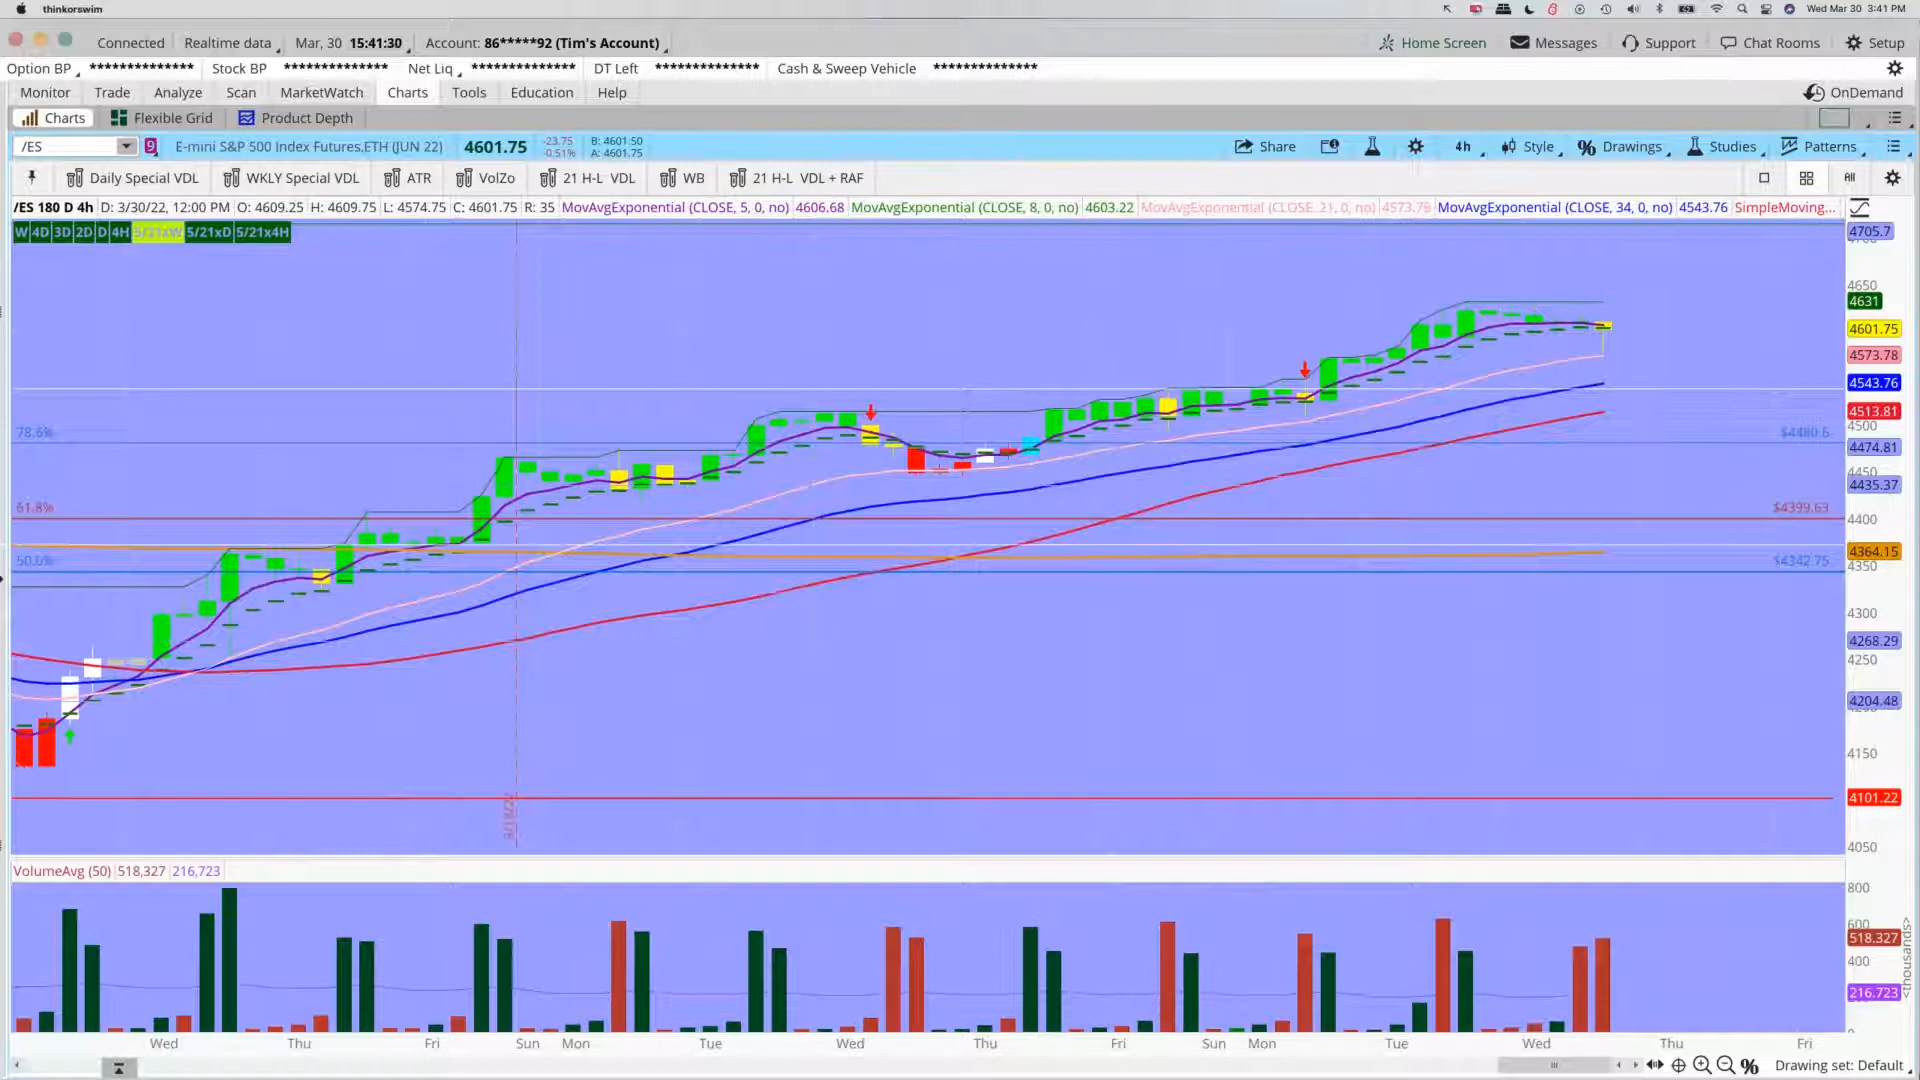 thinkorswim
Wed Mar 30 3:41 PM
Connected Realtime data Mar, 30 15:41:30 Account: 86*****92 (Tim's Account) Home Screen Messages Support Chat Rooms Setup
Option BP ************** Stock BP ************** Net Liq ************** DT Left ************** Cash & Sweep Vehicle **************
Monitor Trade Analyze Scan MarketWatch Charts Tools Education Help OnDemand
Charts Flexible Grid Product Depth
/ES 9 E-mini S&P 500 Index Futures,ETH (JUN 22) 4601.75 -23.75 -0.51% B: 4601.50 A: 4601.75 Share 4h Style Drawings Studies Patterns
Daily Special VDL WKLY Special VDL ATR VolZo 21 H-L VDL WB 21 H-L VDL + RAF All
/ES 180 D 4h D: 3/30/22, 12:00 PM O: 4609.25 H: 4609.75 L: 4574.75 C: 4601.75 R: 35 MovAvgExponential (CLOSE, 5, 0, no) 4606.68 MovAvgExponential (CLOSE, 8, 0, no) 4603.22 MovAvgExponential (CLOSE, 21, 0, no) 4573.78 MovAvgExponential (CLOSE, 34, 0, no) 4543.76 SimpleMoving...
W 4D 3D 2D D 4H 5/21xW 5/21xD 5/21x4H
4705.7
4650
4631
4601.75
4573.78
4543.76
4513.81
4500
78.6% $4480.6
4474.81
4450
4435.37
61.8% $4399.63
4400
4364.15
50.0% $4342.75
4350
4300
4268.29
4250
4204.48
4150
4101.22
4050
VolumeAvg (50) 518,327 216,723
800
600
518.327
400
216.723
<thousands>
Wed Thu Fri Sun Mon Tue Wed Thu Fri Sun Mon Tue Wed Thu Fri
Drawing set: Default